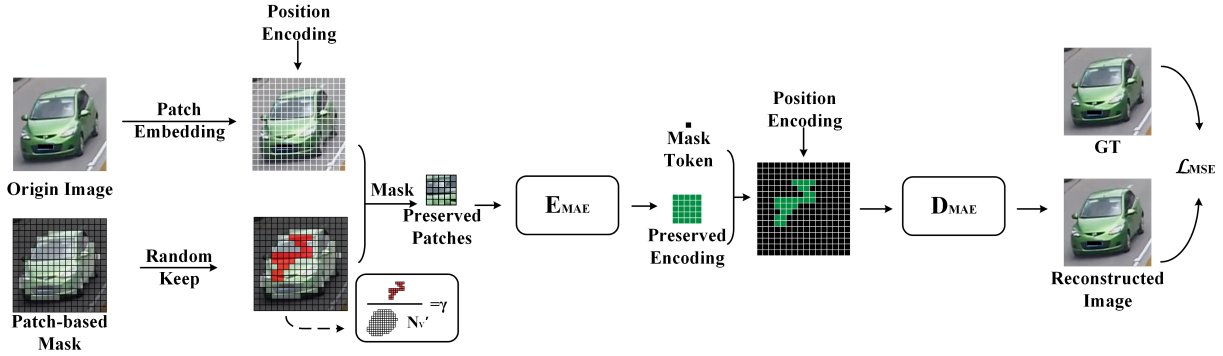 Position
Encoding
Patch
Embedding
Origin Image
Mask
Preserved
Patches
Random
Keep
Patch-based
Mask
=γ
Nv'
EMAE
Mask
Token
Preserved
Encoding
Position
Encoding
DMAE
GT
ℒMSE
Reconstructed
Image